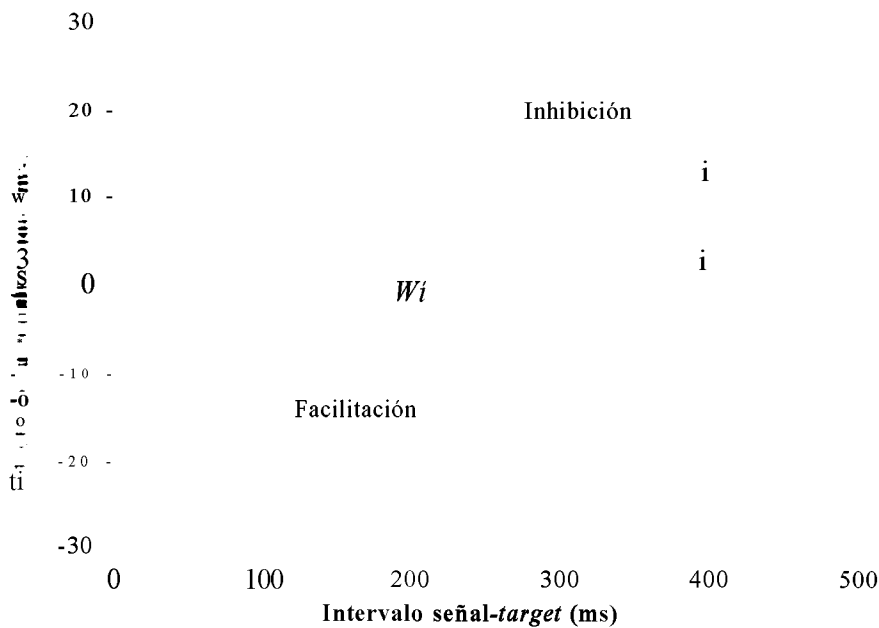 30
20 -
Inhibición
i
10 -
i
0
Wi
-10 -
Facilitación
-20 -
-30
0 100 200 300 400 500
Intervalo señal-target (ms)